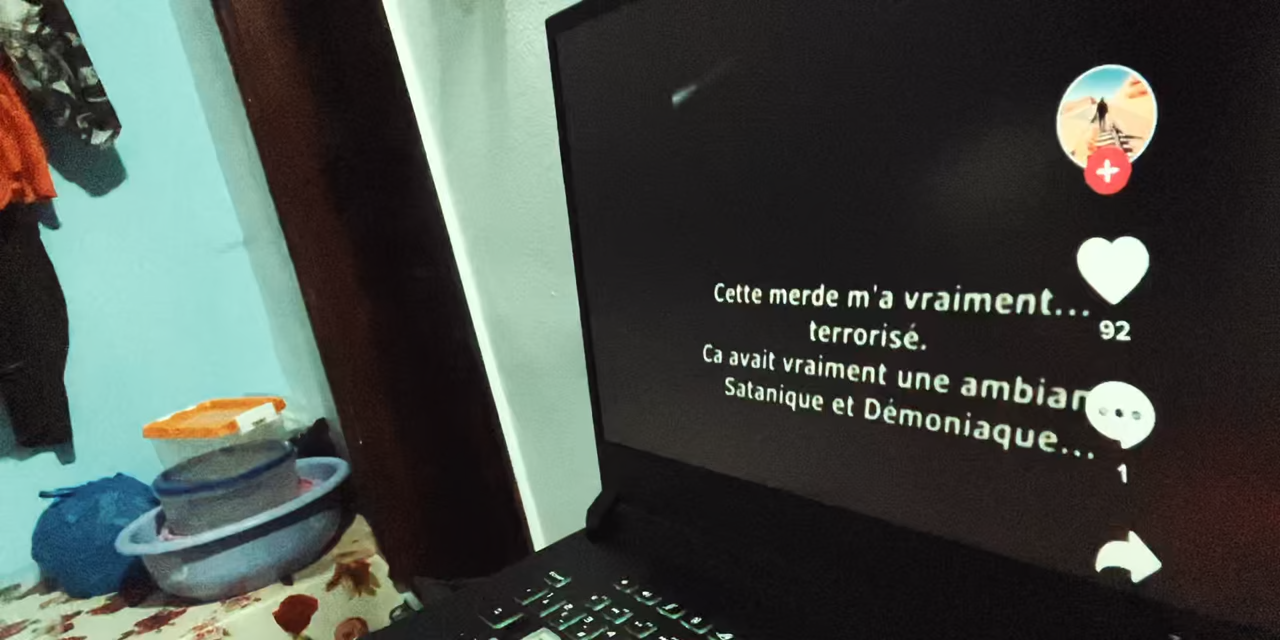 Cette merde m'a vraiment...
terrorisé.
Ca avait vraiment une
Satanique et Démoniaque...
92
1